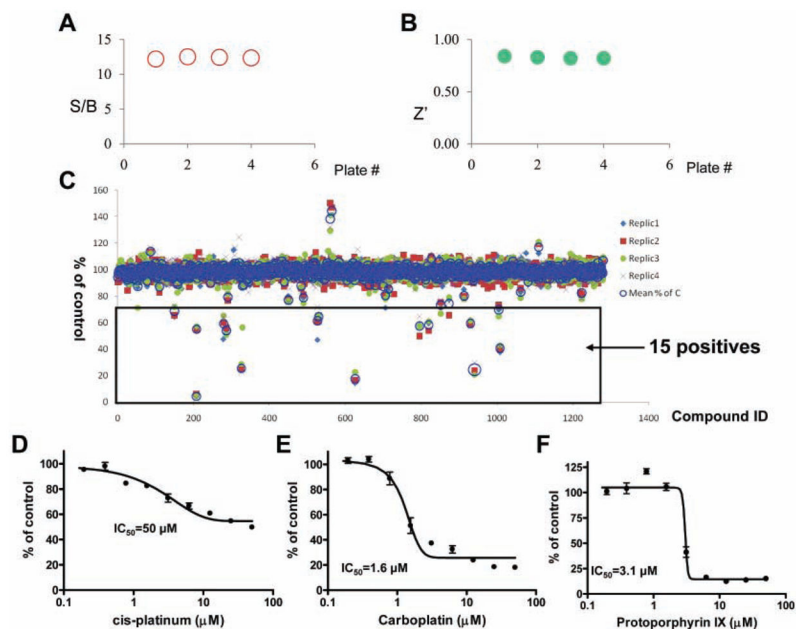 A
B
15
10
5
0
S/B
0
2
4
6
Plate #
1.00
0.50
0.00
Z'
0
2
4
6
Plate #
C
160
140
120
100
80
60
40
20
0
% of control
0
200
400
600
800
1000
1200
1400
Compound ID
Replic1
Replic2
Replic3
Replic4
Mean % of C
15 positives
D
100
80
60
40
20
0
% of control
IC50=50 µM
0.1
1
10
100
cis-platinum (µM)
E
100
80
60
40
20
0
% of control
IC50=1.6 µM
0.1
1
10
100
Carboplatin (µM)
F
125
100
75
50
25
0
% of control
IC50=3.1 µM
0.1
1
10
100
Protoporphyrin IX (µM)